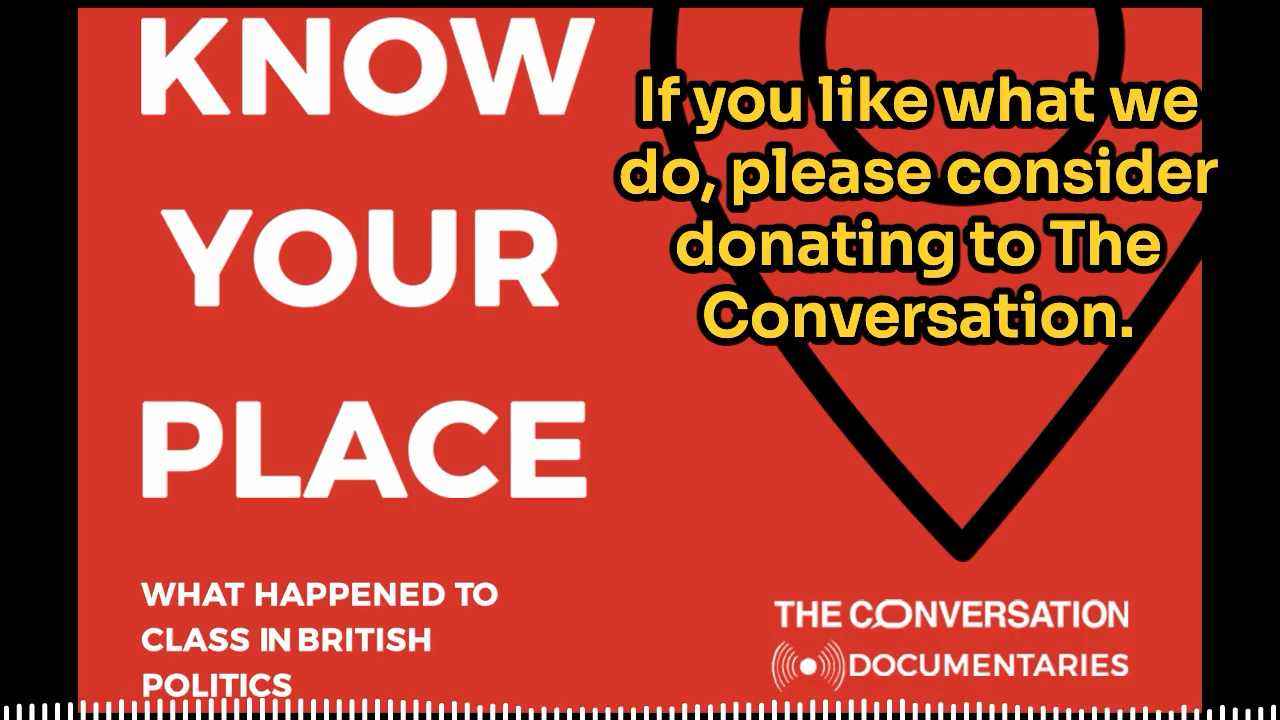 KNOW
YOUR
PLACE
WHAT HAPPENED TO
CLASS IN BRITISH
POLITICS
If you like what we
do, please consider
donating to The
Conversation.
THE CONVERSATION
DOCUMENTARIES